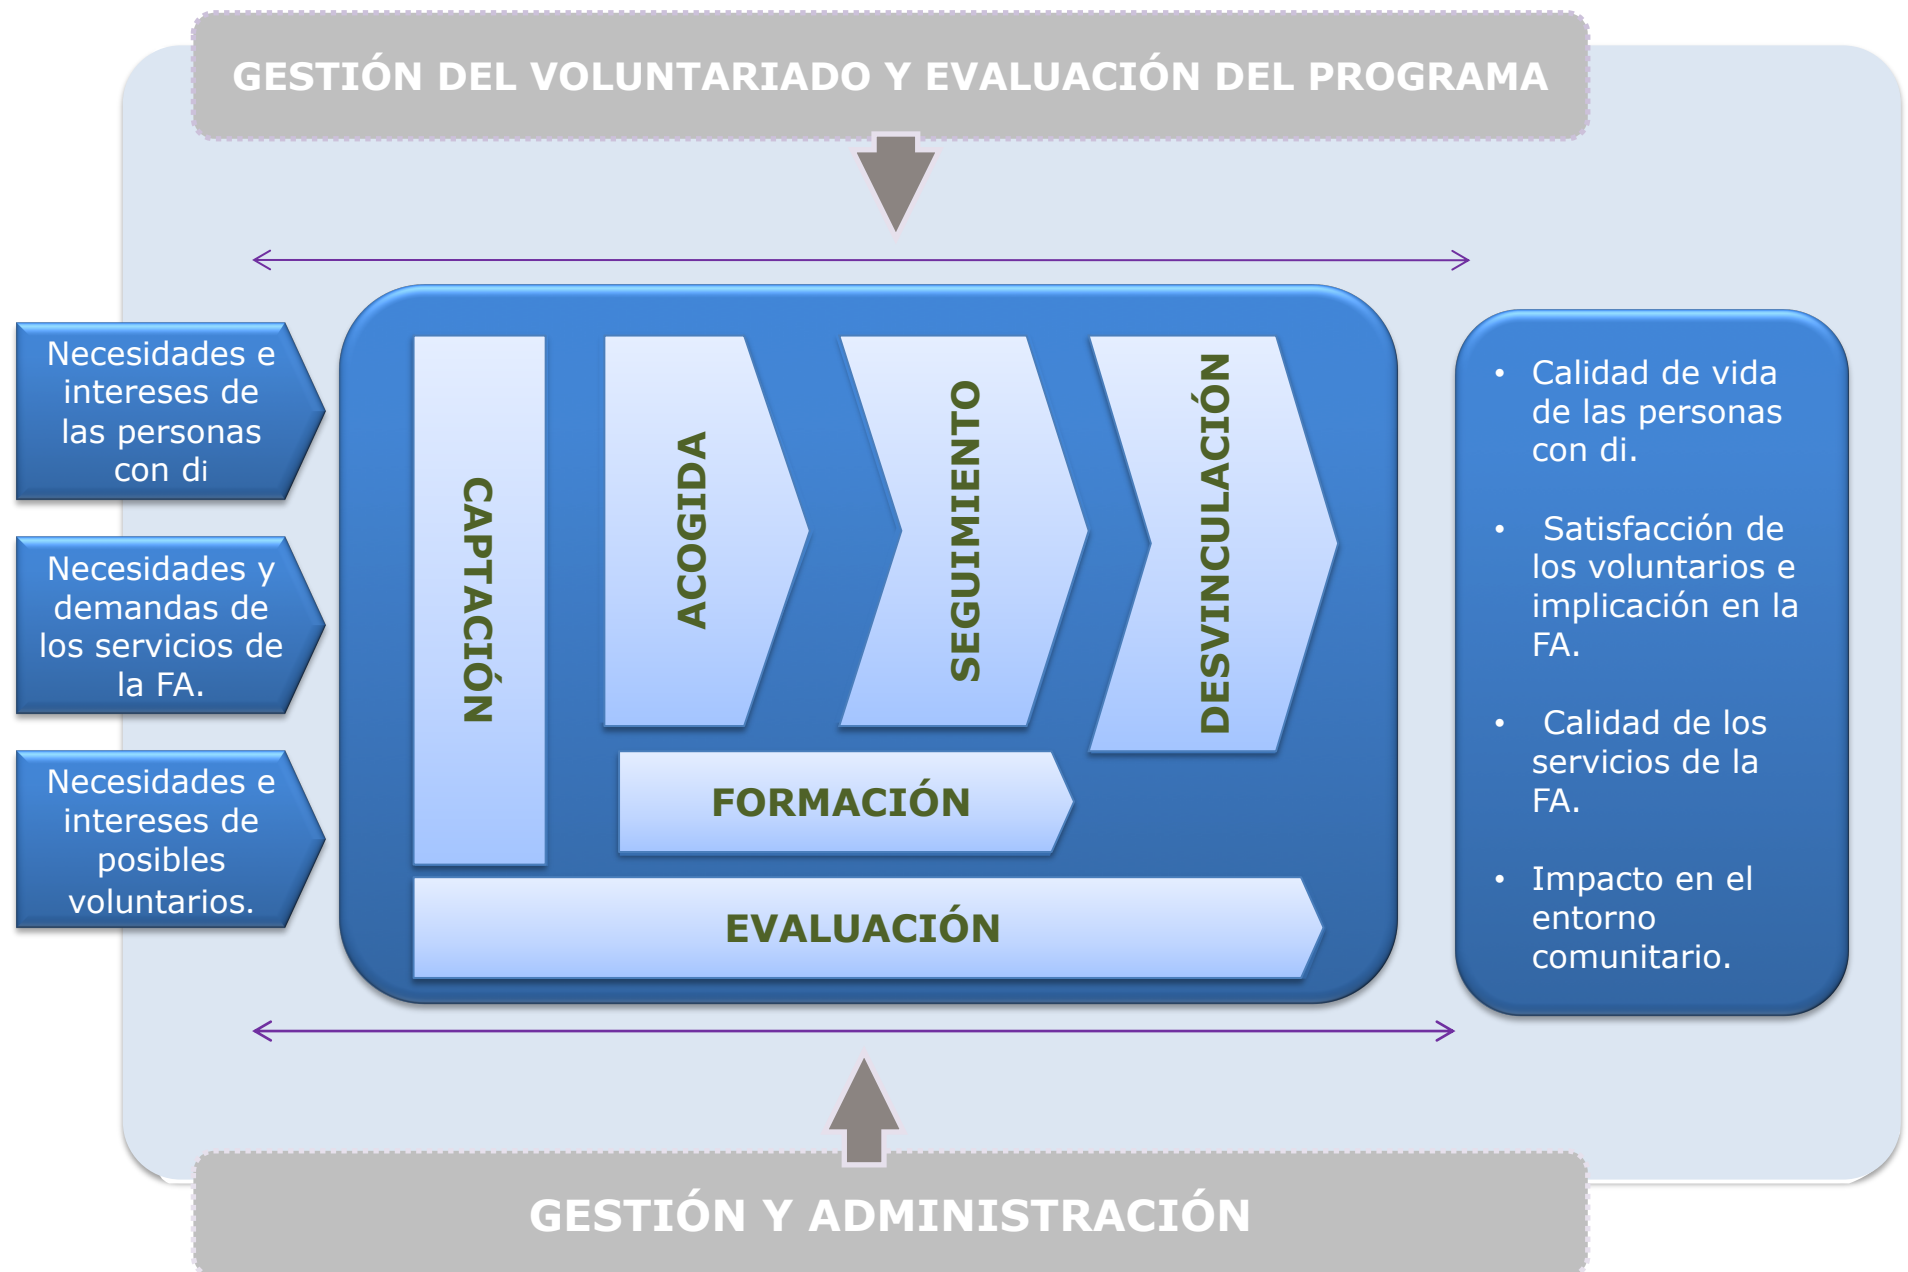 GESTIÓN DEL VOLUNTARIADO Y EVALUACIÓN DEL PROGRAMA
Necesidades e
intereses de
las personas
con di
Necesidades y
demandas de
los servicios de
la FA.
Necesidades e
intereses de
posibles
voluntarios.
CAPTACIÓN
ACOGIDA
SEGUIMIENTO
DESVINCULACIÓN
FORMACIÓN
EVALUACIÓN
• Calidad de vida
de las personas
con di.
• Satisfacción de
los voluntarios e
implicación en la
FA.
• Calidad de los
servicios de la
FA.
• Impacto en el
entorno
comunitario.
GESTIÓN Y ADMINISTRACIÓN